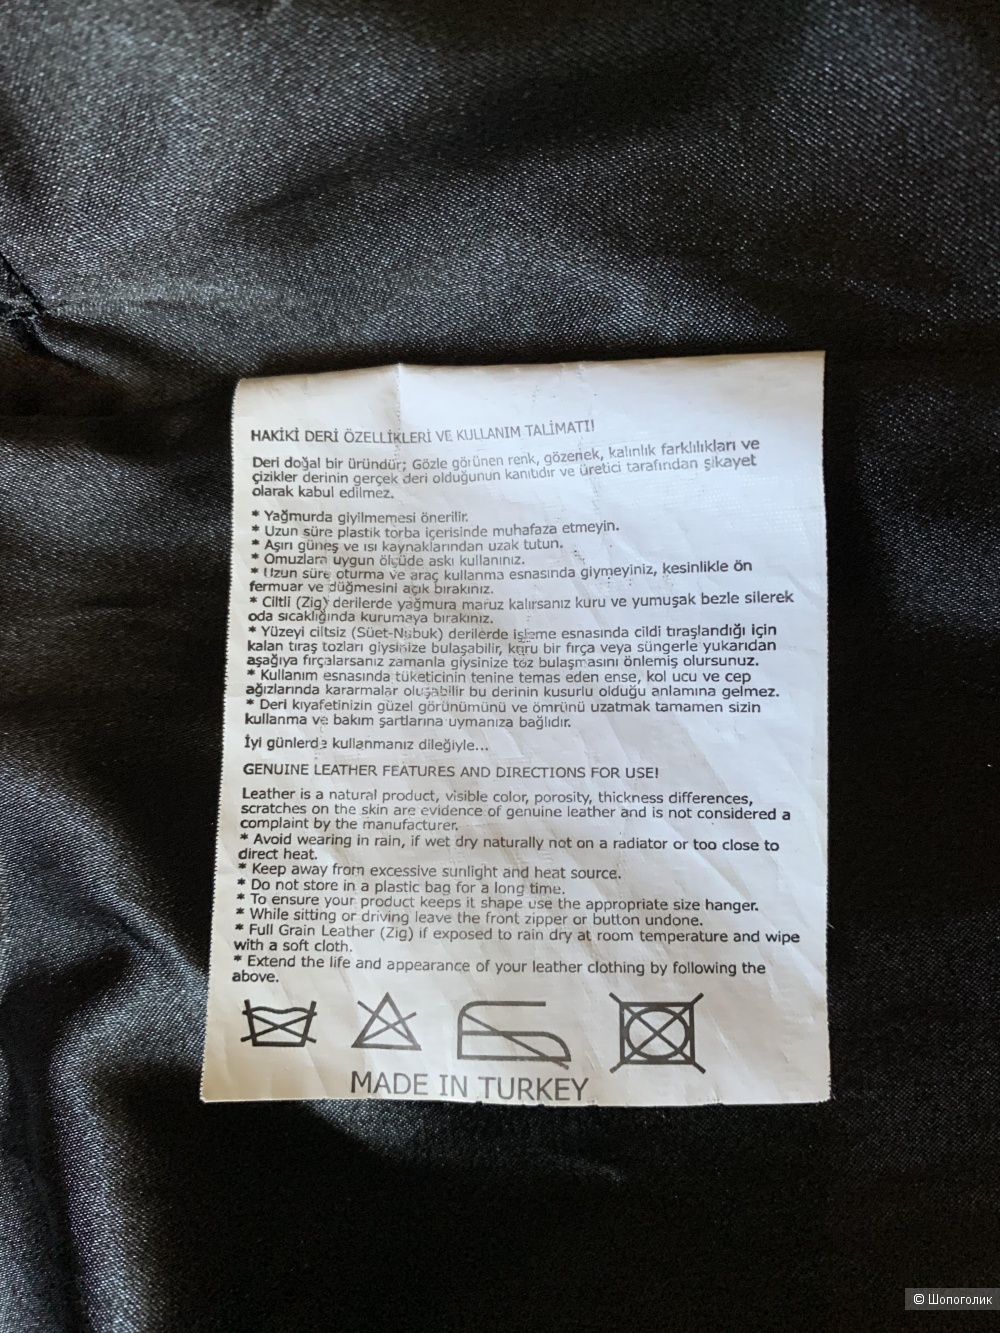 HAKİKİ DERİ ÖZELLİKLERİ VE KULLANIM TALİMATI!
Deri doğal bir üründür; Gözle görünen renk, gözenek, kalınlık farklılıkları ve
çizikler derinin gerçek deri olduğunun kanıtıdır ve üretici tarafından şikayet
olarak kabul edilmez.
* Yağmurda giyilmemesi önerilir.
* Uzun süre plastik torba içerisinde muhafaza etmeyin.
* Aşırı güneş ve ısı kaynaklarından uzak tutun.
* Omuzlara uygun ölçüde askı kullanınız.
* Uzun süre oturma ve araç kullanma esnasında giymeyiniz, kesinlikle ön
fermuar ve düğmesini açık bırakınız.
* Ciltli (Zig) derilerde yağmura maruz kalırsanız kuru ve yumuşak bezle silerek
oda sıcaklığında kurumaya bırakınız.
* Yüzeyi ciltsiz (Süet-Nubuk) derilerde işleme esnasında cildi tıraşlandığı için
kalan tıraş tozları giysinize bulaşabilir, kuru bir fırça veya süngerle yukarıdan
aşağıya fırçalarsanız zamanla giysinize toz bulaşmasını önlemiş olursunuz.
* Kullanım esnasında tüketicinin tenine temas eden ense, kol ucu ve cep
ağızlarında kararmalar oluşabilir bu derinin kusurlu olduğu anlamına gelmez.
* Deri kıyafetinizin güzel görünümünü ve ömrünü uzatmak tamamen sizin
kullanma ve bakım şartlarına uymanıza bağlıdır.
İyi günlerde kullanmanız dileğiyle...
GENUINE LEATHER FEATURES AND DIRECTIONS FOR USE!
Leather is a natural product, visible color, porosity, thickness differences,
scratches on the skin are evidence of genuine leather and is not considered a
complaint by the manufacturer.
* Avoid wearing in rain, if wet dry naturally not on a radiator or too close to
direct heat.
* Keep away from excessive sunlight and heat source.
* Do not store in a plastic bag for a long time.
* To ensure your product keeps it shape use the appropriate size hanger.
* While sitting or driving leave the front zipper or button undone.
* Full Grain Leather (Zig) if exposed to rain dry at room temperature and wipe
with a soft cloth.
* Extend the life and appearance of your leather clothing by following the
above.
MADE IN TURKEY
© Шопоголик